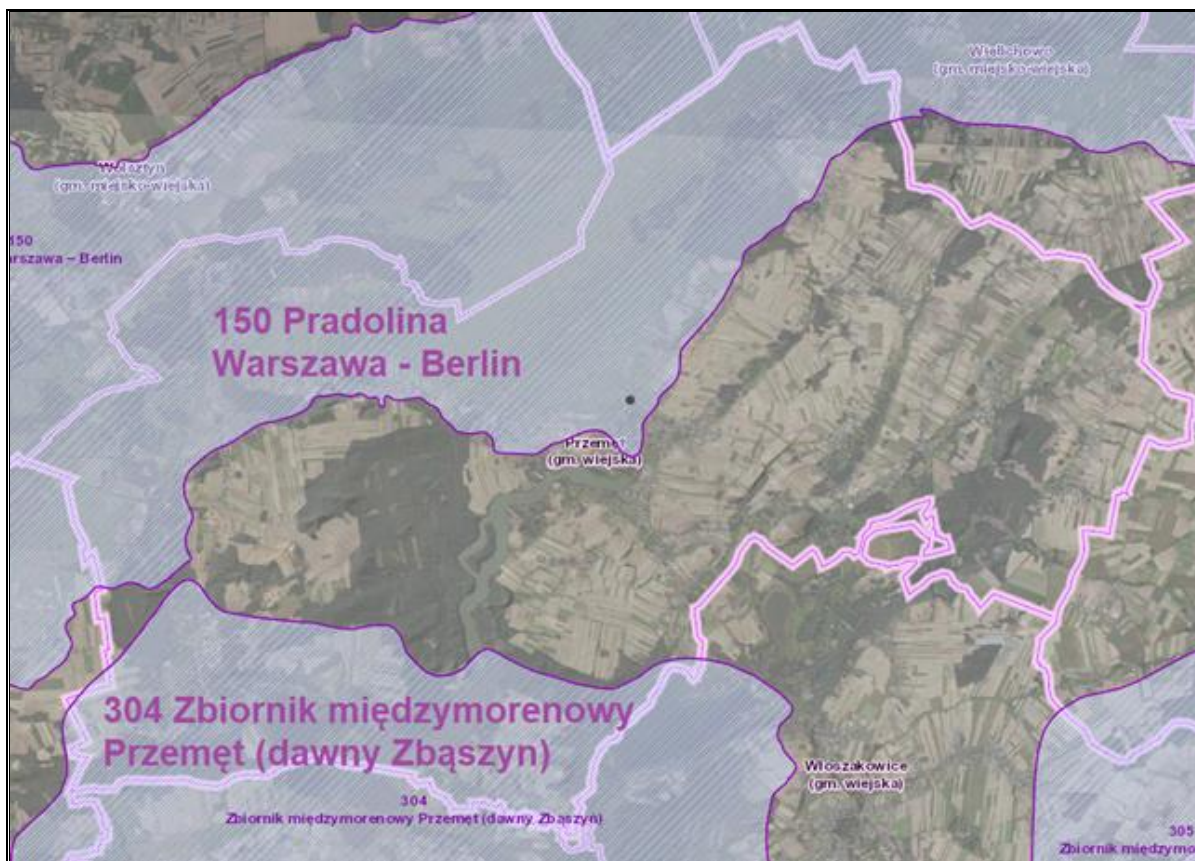 Wielichowo
(gm. miejsko-wiejska)
Wolsztyn
(gm. miejsko-wiejska)
150
rszawa – Berlin
150 Pradolina
Warszawa - Berlin
Przemęt
(gm. wiejska)
304 Zbiornik międzymorenowy
Przemęt (dawny Zbąszyn)
Włoszakowice
(gm. wiejska)
304
Zbiornik międzymorenowy Przemęt (dawny Zbąszyn)
305
Zbiornik międzymo